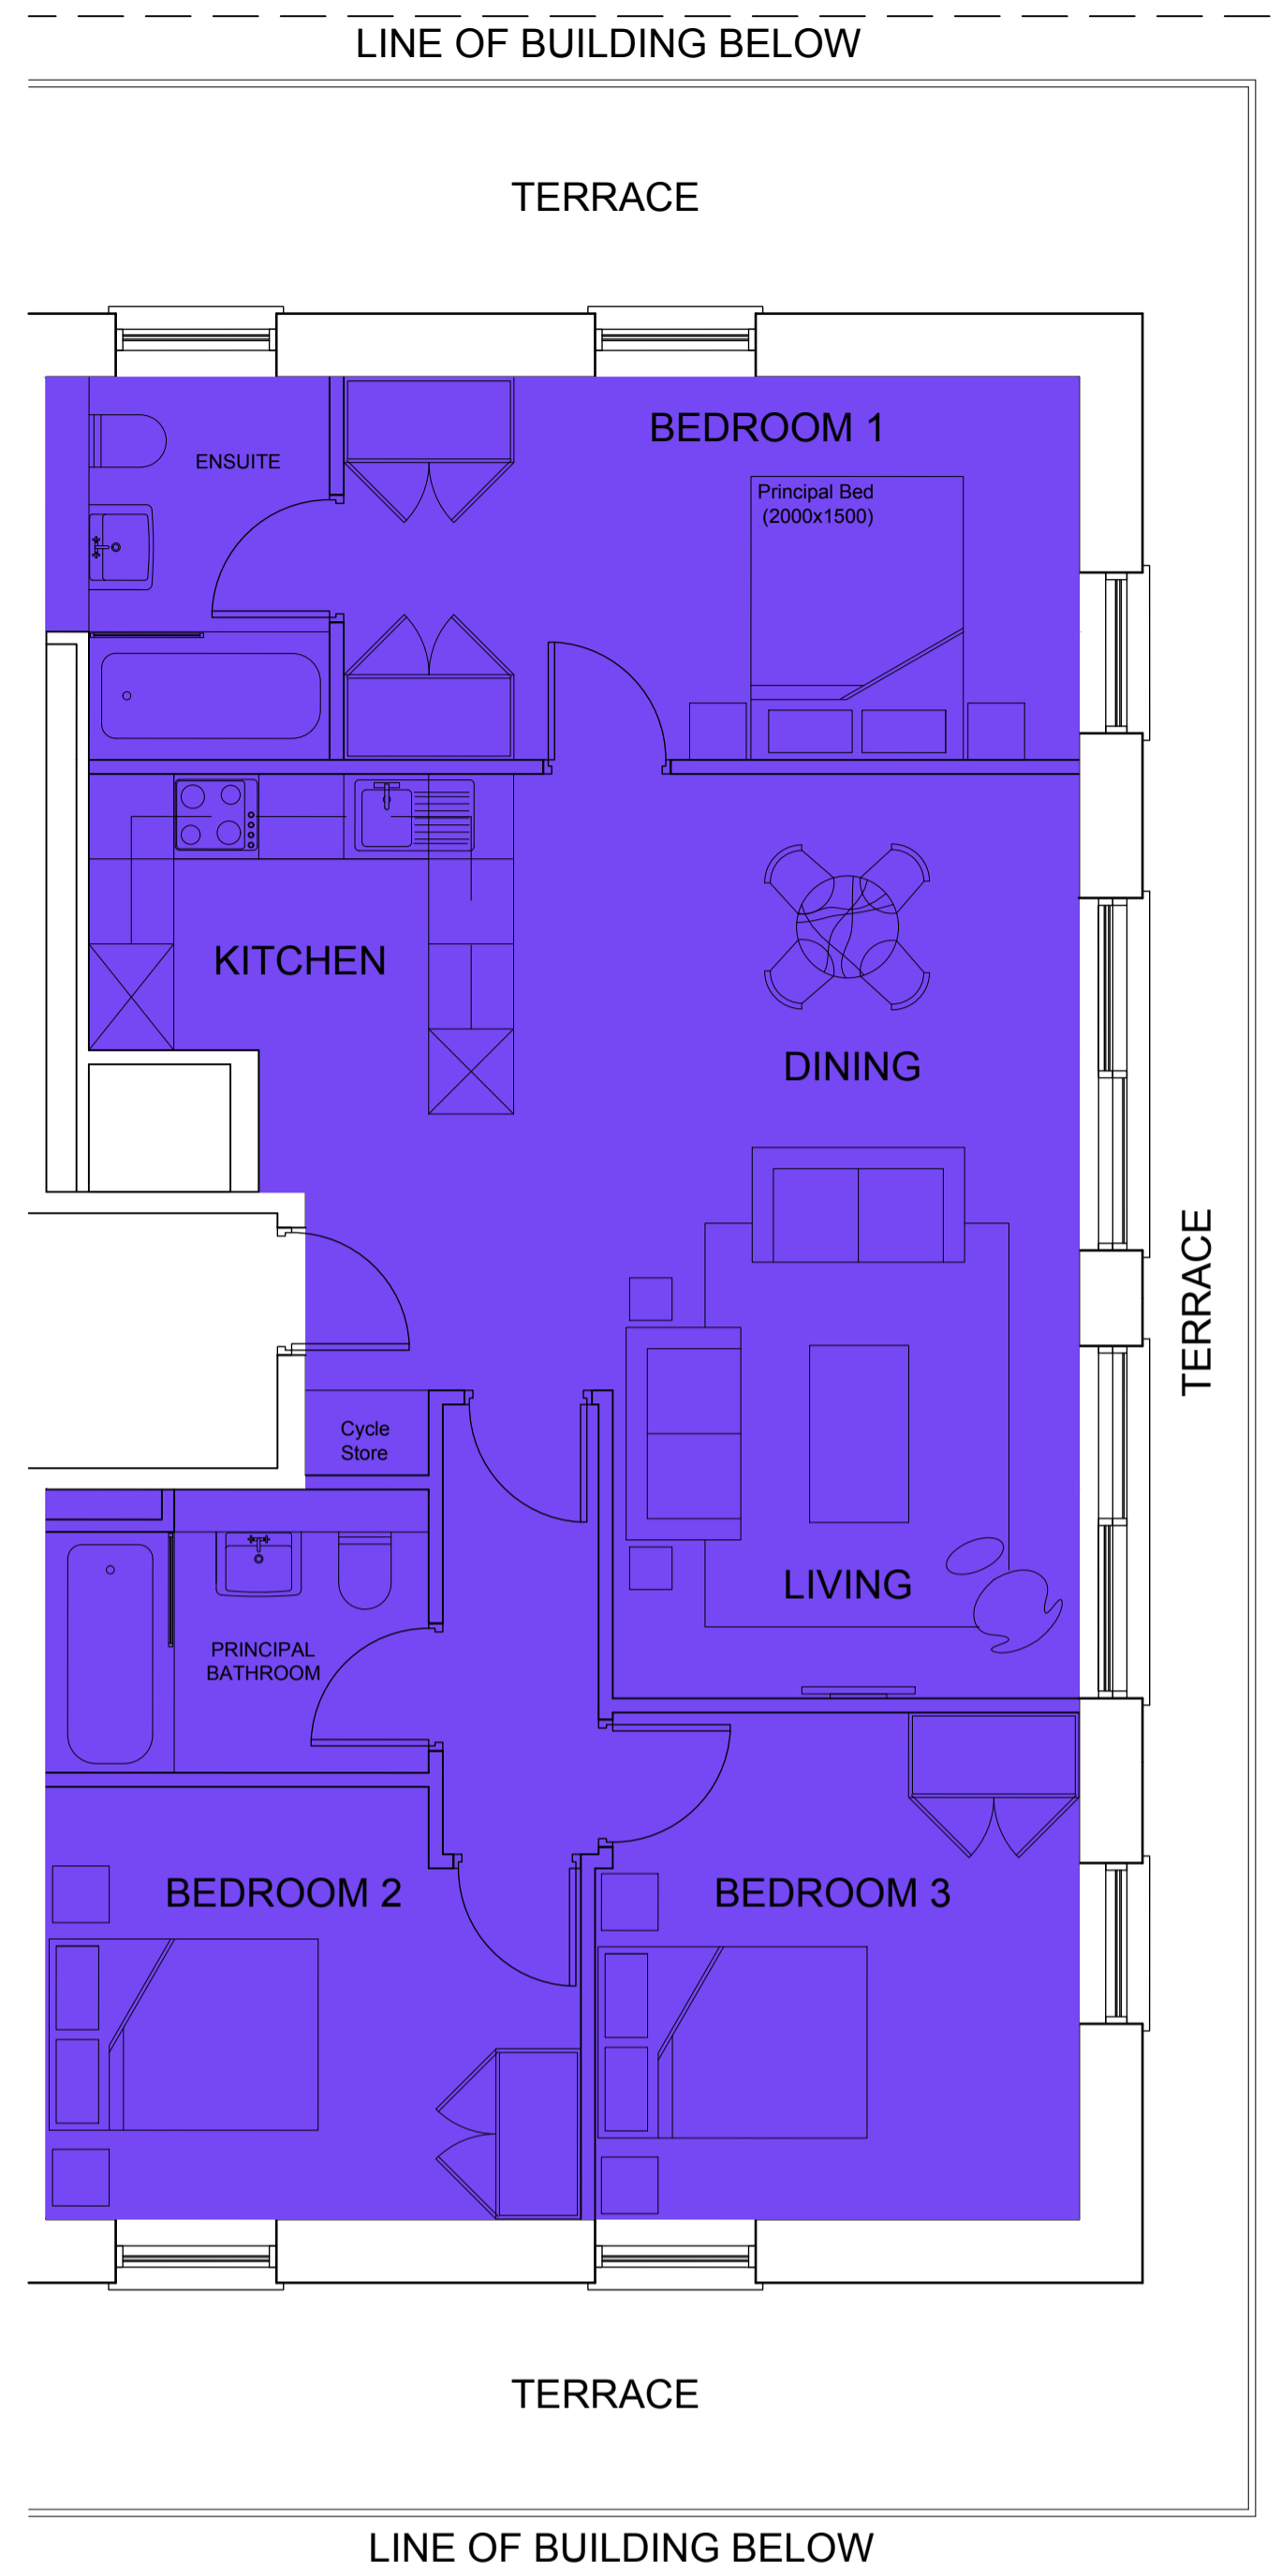 LINE OF BUILDING BELOW
TERRACE
BEDROOM 1
ENSUITE
Principal Bed
(2000x1500)
KITCHEN
DINING
TERRACE
Cycle
Store
LIVING
PRINCIPAL
BATHROOM
BEDROOM 2
BEDROOM 3
TERRACE
LINE OF BUILDING BELOW